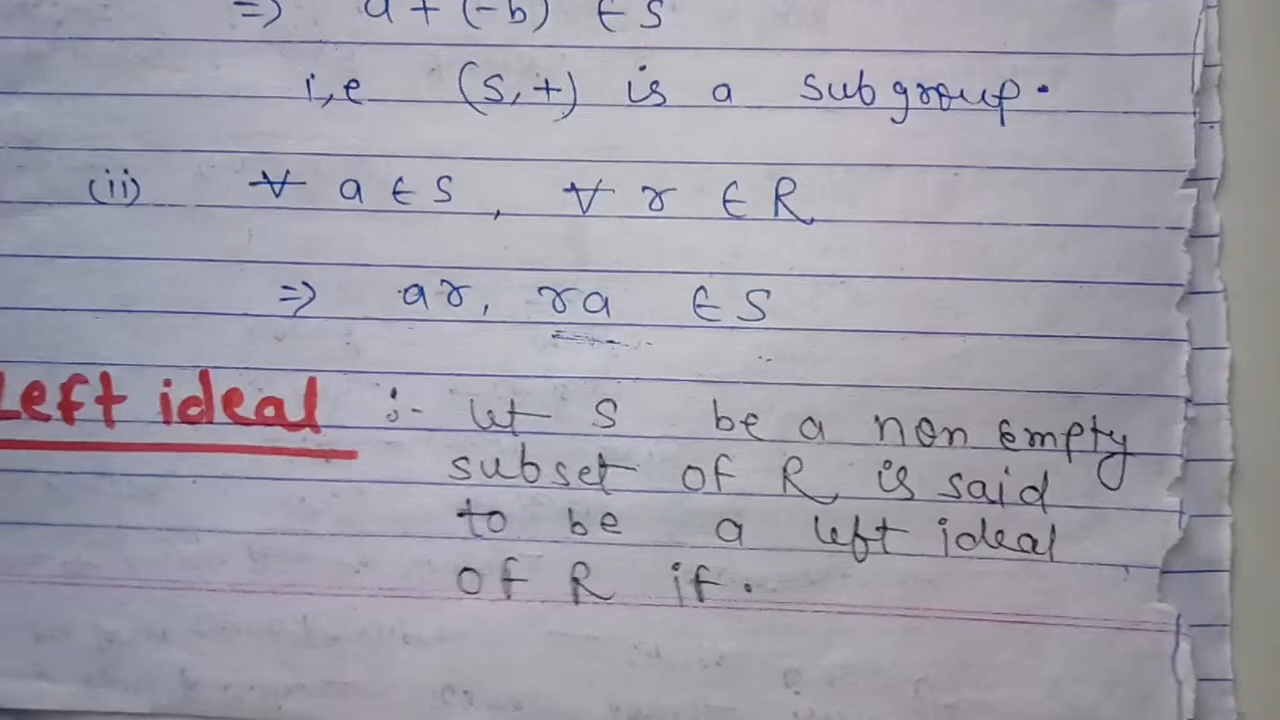 => a + (-b) ∈ S
i,e (S,+) is a subgroup.
(ii) ∀ a ∈ S, ∀ r ∈ R
=> ar, ra ∈ S
Left ideal :- Let S be a non empty
subset of R is said
to be a left ideal
of R if.